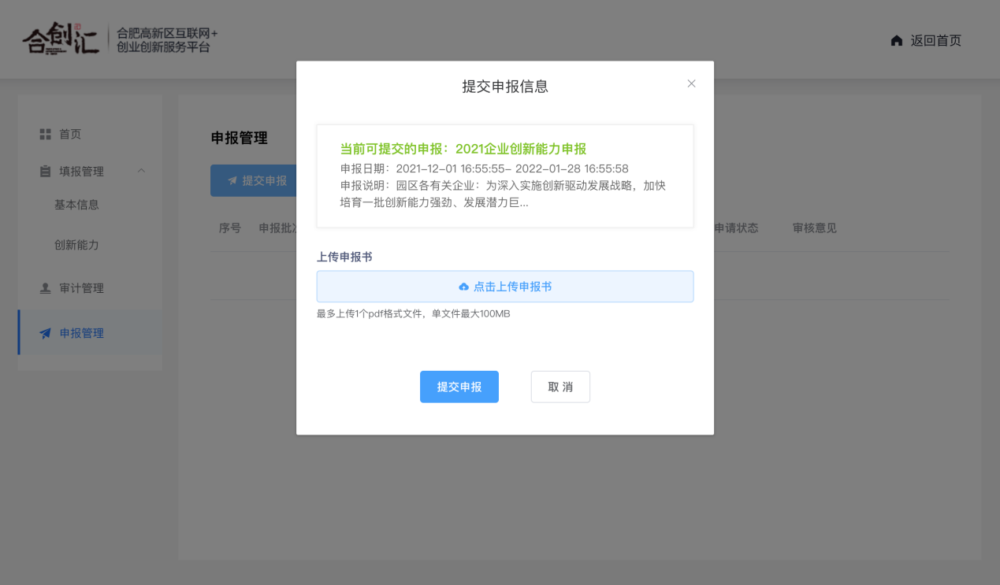 合创汇
合肥高新区互联网+
创业创新服务平台
返回首页
首页
填报管理
基本信息
创新能力
审计管理
申报管理
申报管理
提交申报
序号 申报批 申请状态 审核意见
提交申报信息
当前可提交的申报：2021企业创新能力申报
申报日期：2021-12-01 16:55:55- 2022-01-28 16:55:58
申报说明：园区各有关企业：为深入实施创新驱动发展战略，加快
培育一批创新能力强劲、发展潜力巨...
上传申报书
点击上传申报书
最多上传1个pdf格式文件，单文件最大100MB
提交申报
取 消